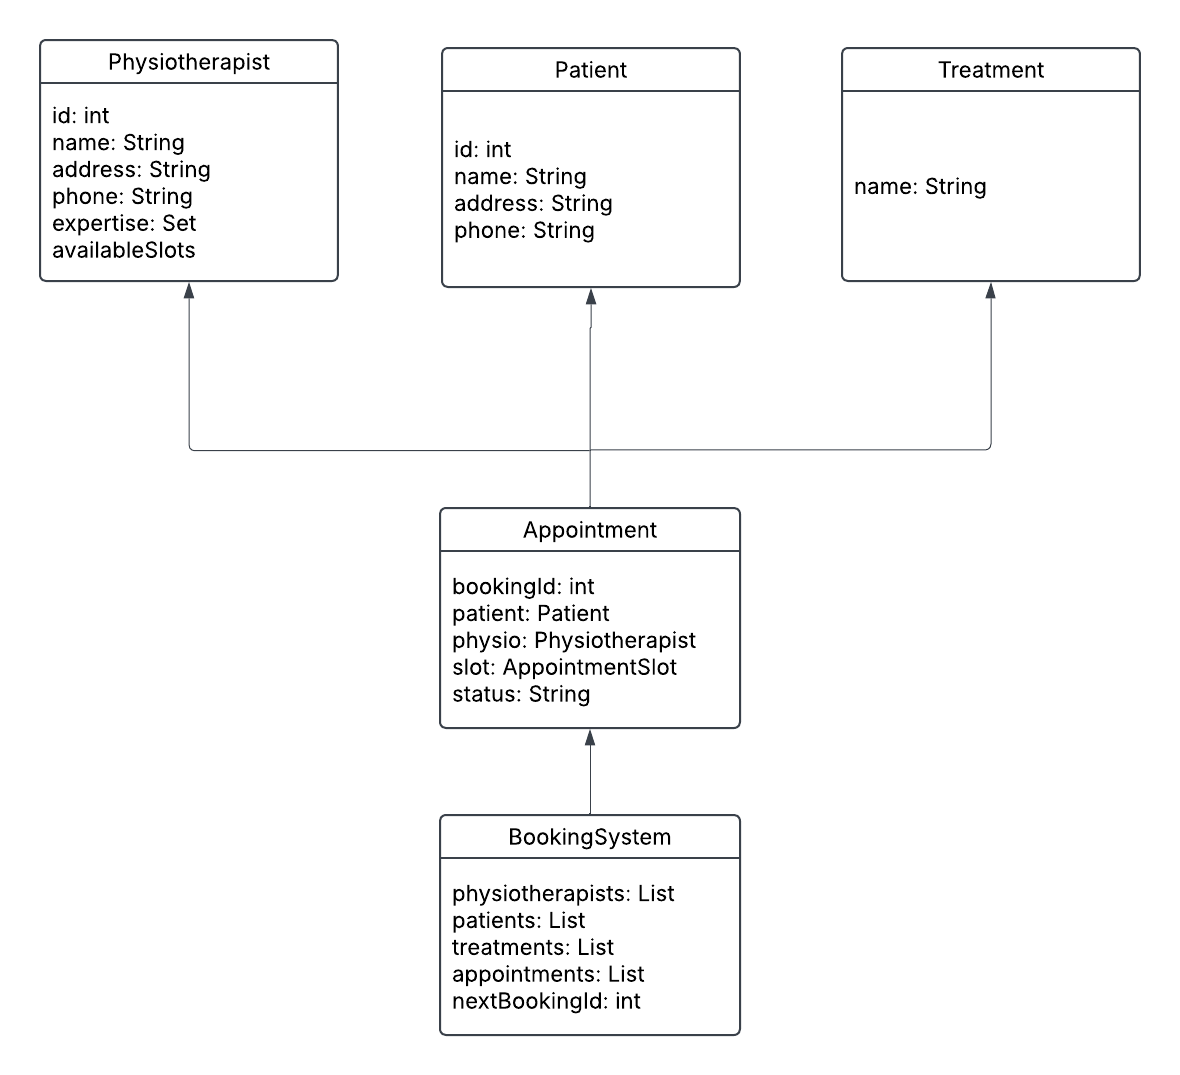 Physiotherapist
id: int
name: String
address: String
phone: String
expertise: Set
availableSlots
Patient
id: int
name: String
address: String
phone: String
Treatment
name: String
Appointment
bookingId: int
patient: Patient
physio: Physiotherapist
slot: AppointmentSlot
status: String
BookingSystem
physiotherapists: List
patients: List
treatments: List
appointments: List
nextBookingId: int